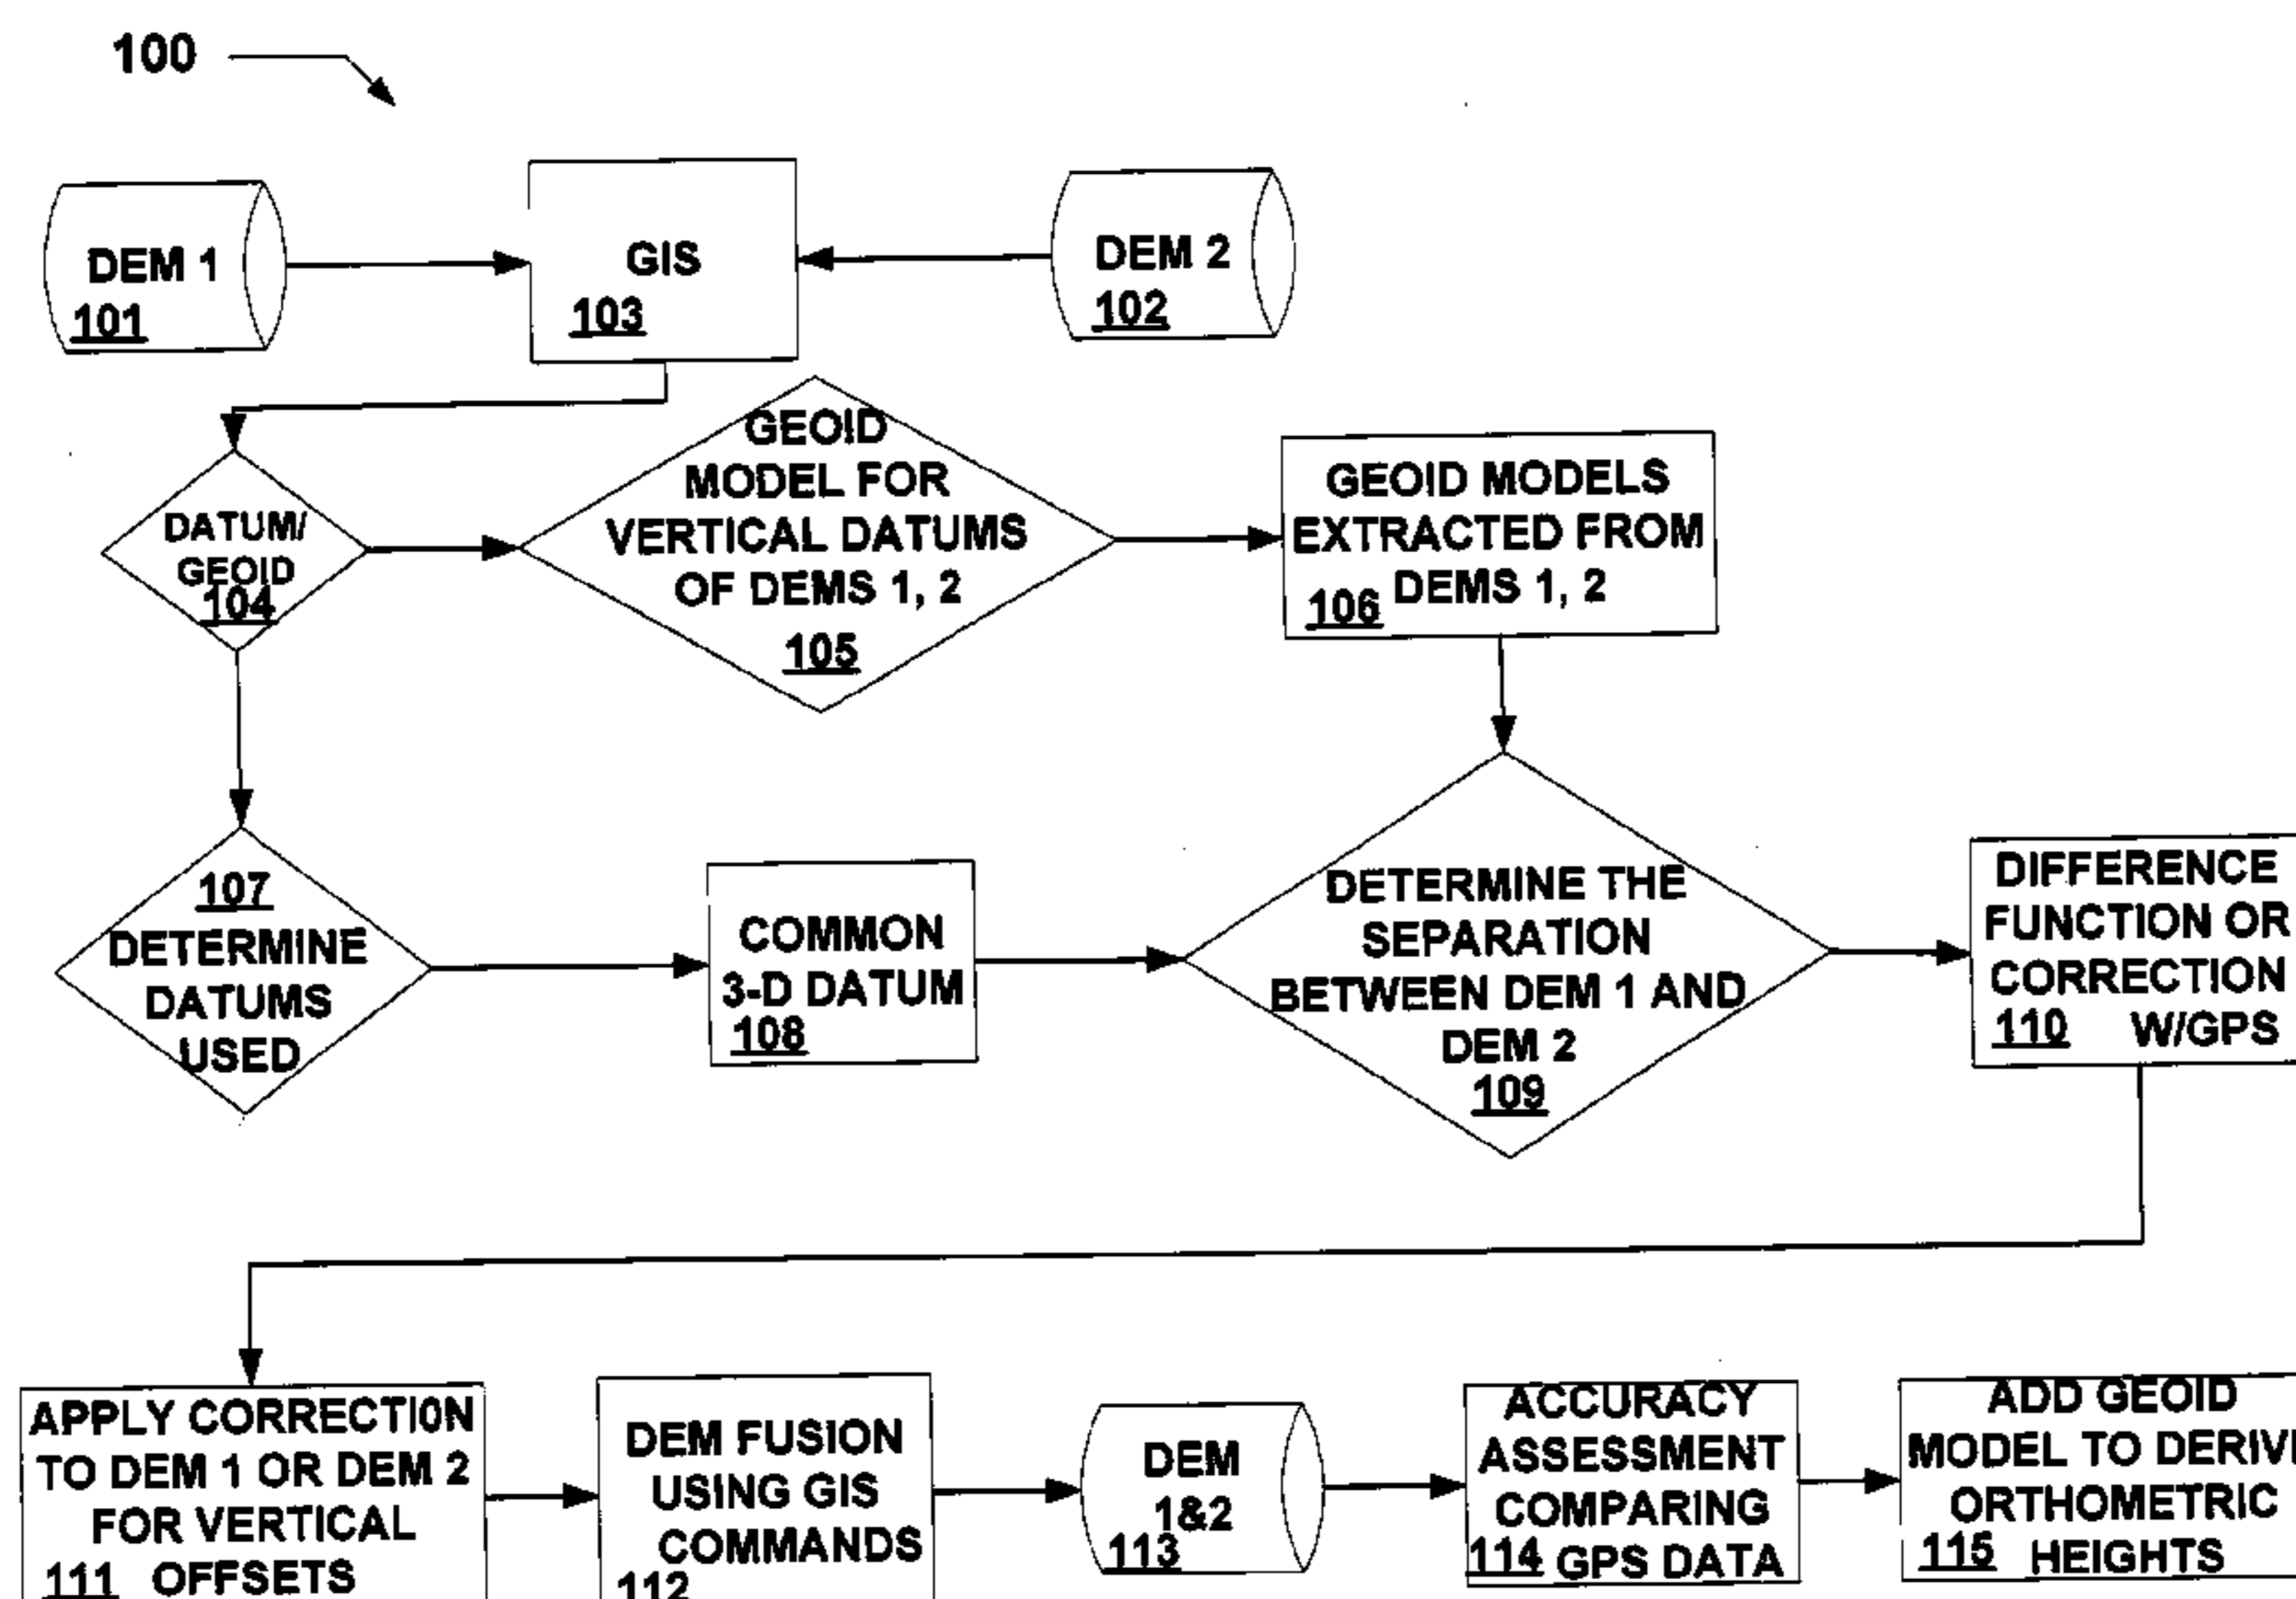 100
DEM 1
101
GIS
103
DEM 2
102
DATUM/
GEOID
104
GEOID
MODEL FOR
VERTICAL DATUMS
OF DEMS 1, 2
105
GEOID MODELS
EXTRACTED FROM
106 DEMS 1, 2
107
DETERMINE
DATUMS
USED
COMMON
3-D DATUM
108
DETERMINE THE
SEPARATION
BETWEEN DEM 1 AND
DEM 2
109
DIFFERENCE
FUNCTION OR
CORRECTION
110 W/GPS
APPLY CORRECTION
TO DEM 1 OR DEM 2
FOR VERTICAL
111 OFFSETS
DEM FUSION
USING GIS
COMMANDS
112
DEM
1&2
113
ACCURACY
ASSESSMENT
COMPARING
114 GPS DATA
ADD GEOID
MODEL TO DERIVE
ORTHOMETRIC
115 HEIGHTS